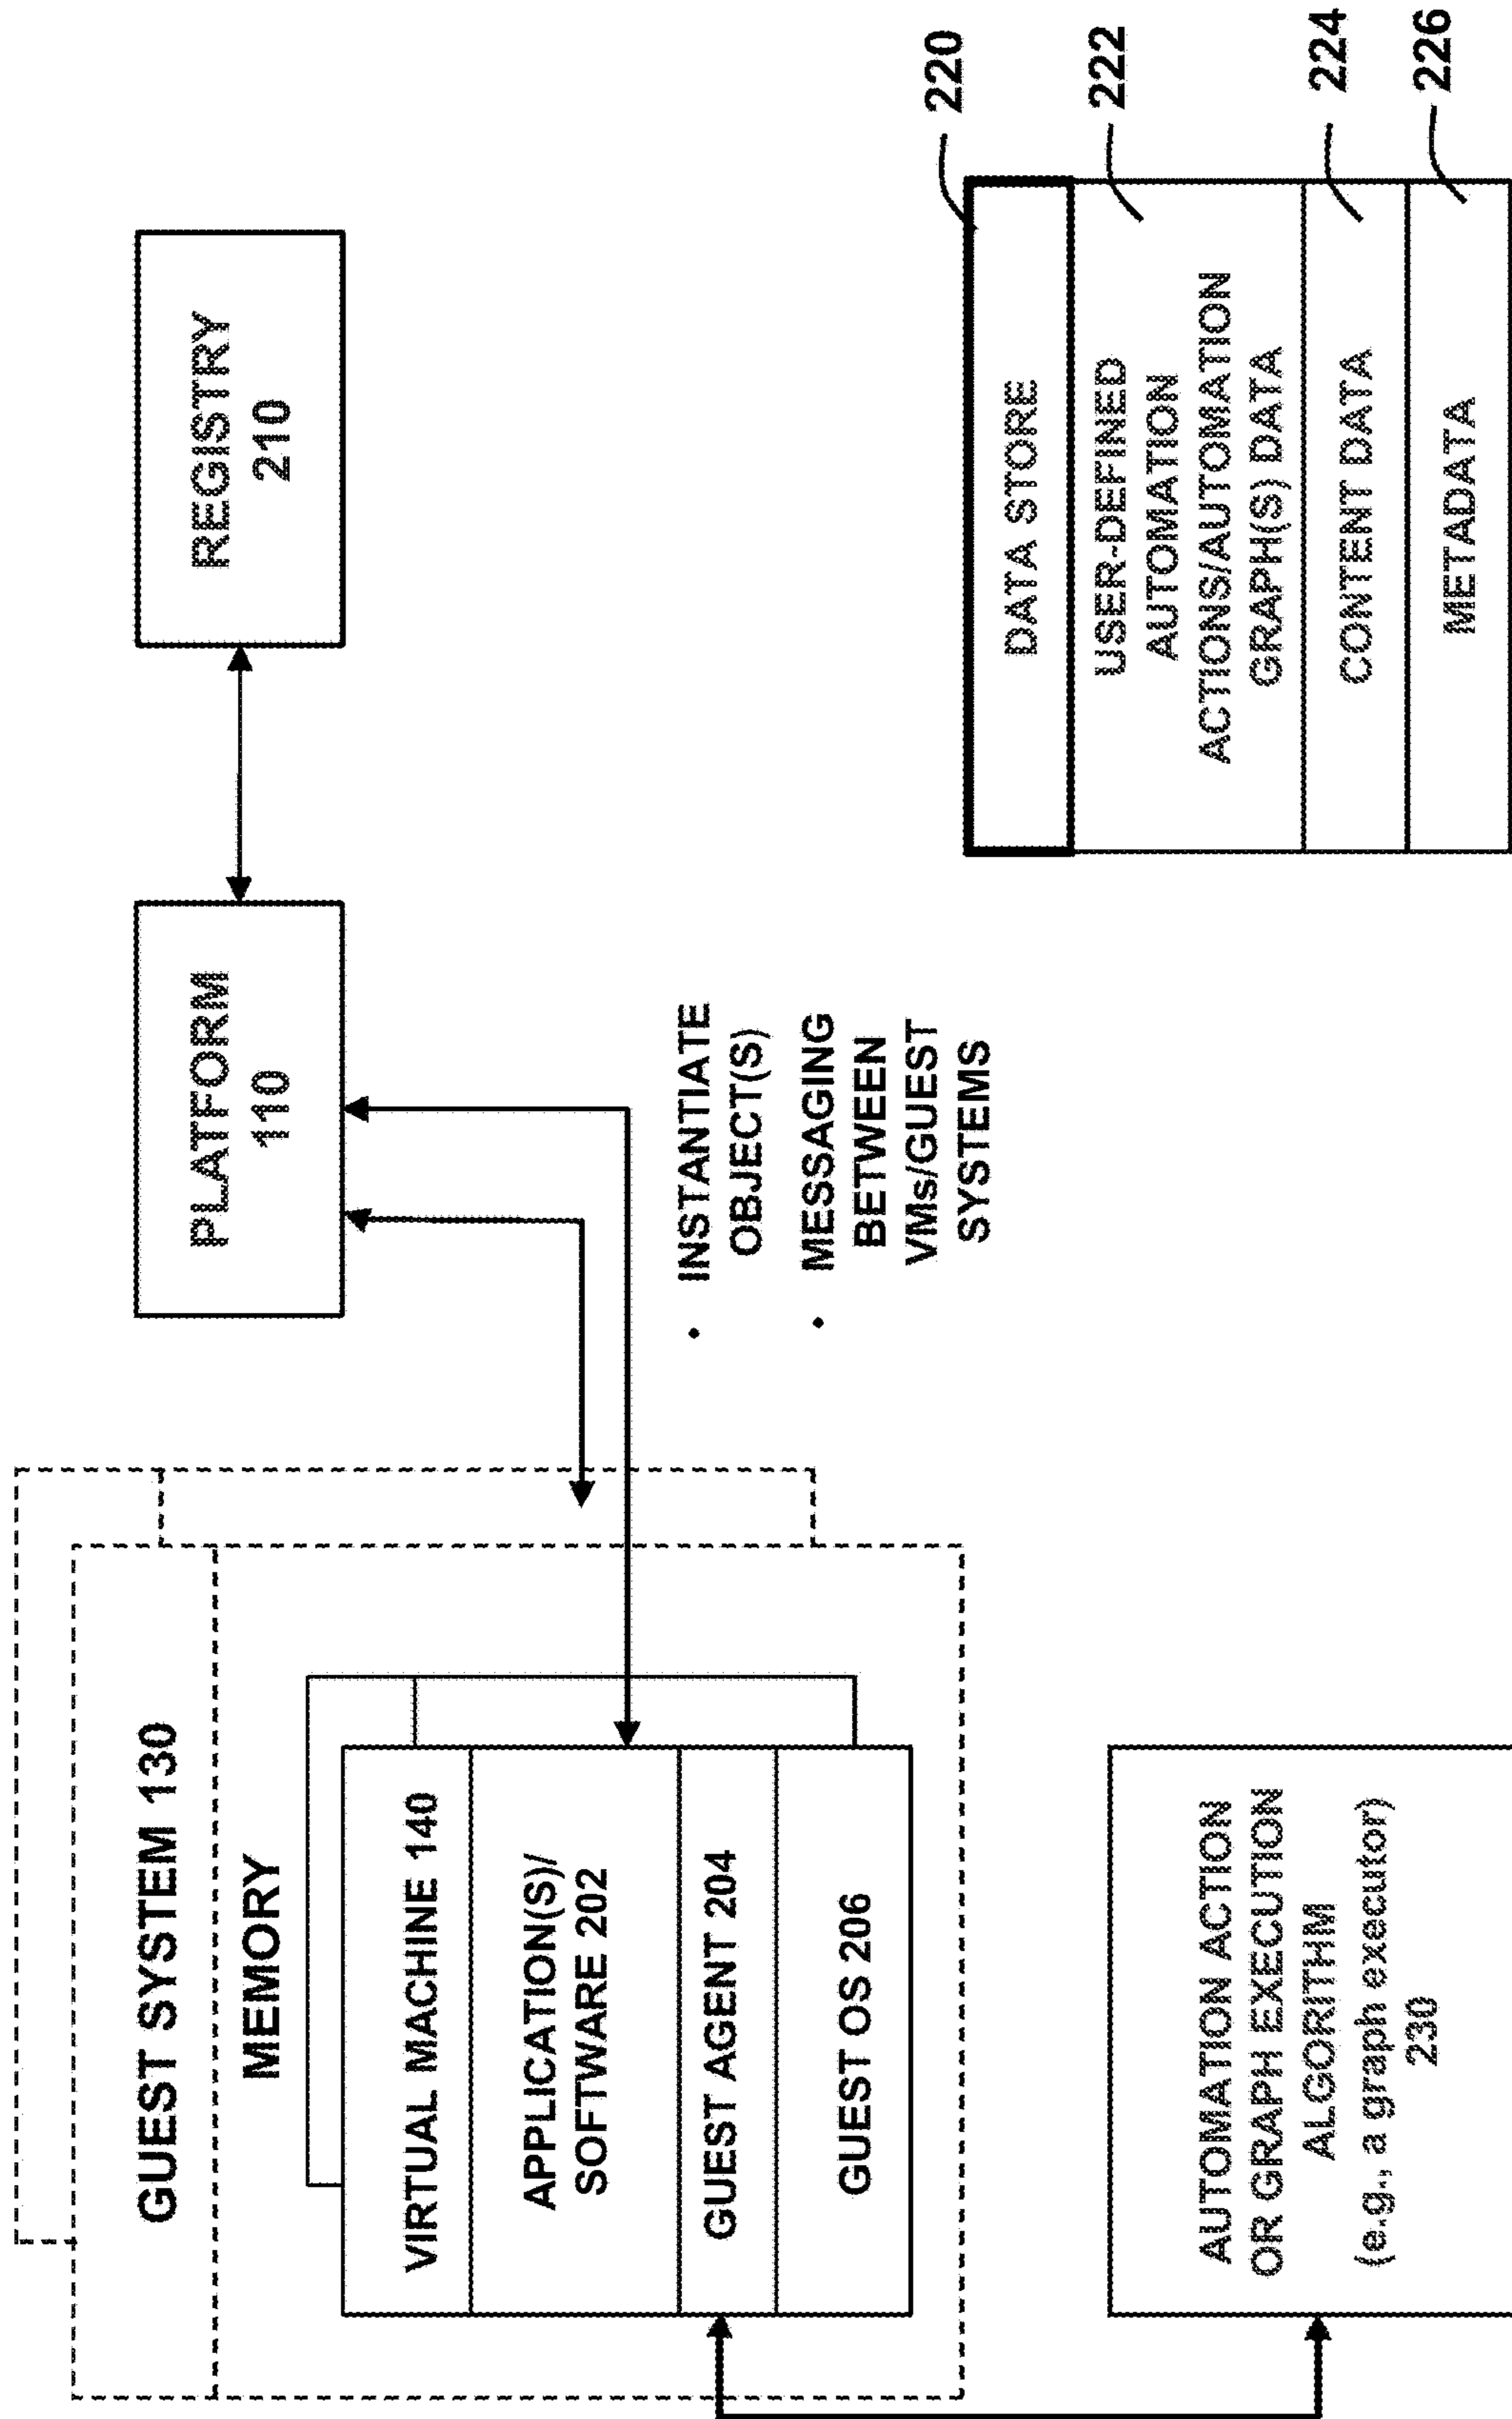 GUEST SYSTEM 130
MEMORY
VIRTUAL MACHINE 140
APPLICATION(S)/
SOFTWARE 202
GUEST AGENT 204
GUEST OS 206
PLATFORM
110
REGISTRY
210
• INSTANTIATE
OBJECT(S)
• MESSAGING
BETWEEN
VMs/GUEST
SYSTEMS
AUTOMATION ACTION
OR GRAPH EXECUTION
ALGORITHM
(e.g., a graph executor)
230
DATA STORE
220
USER-DEFINED
AUTOMATION
ACTIONS/AUTOMATION
GRAPH(S) DATA
222
CONTENT DATA
224
METADATA
226